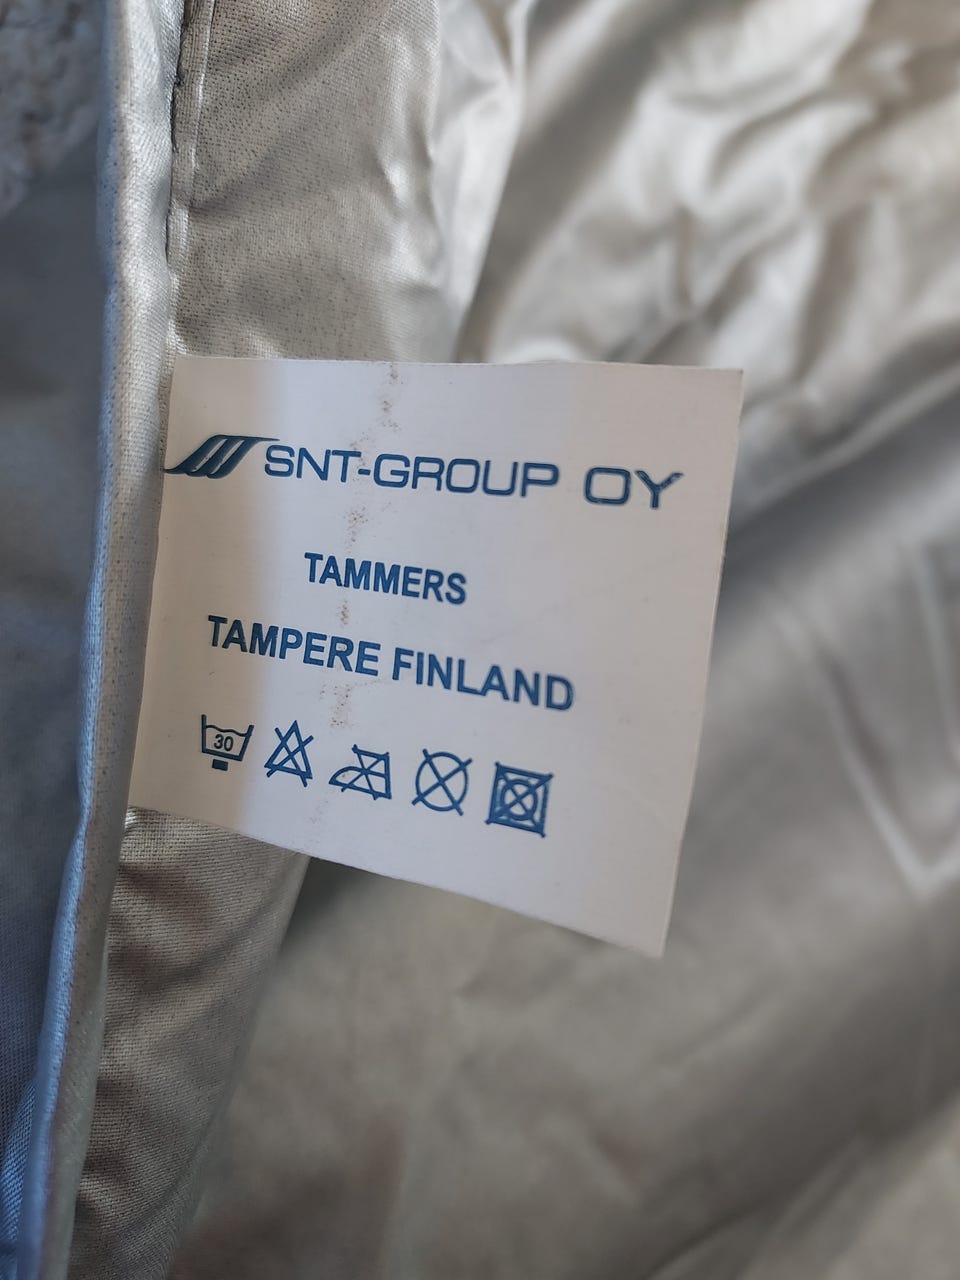 SNT-GROUP OY
TAMMERS
TAMPERE FINLAND
30